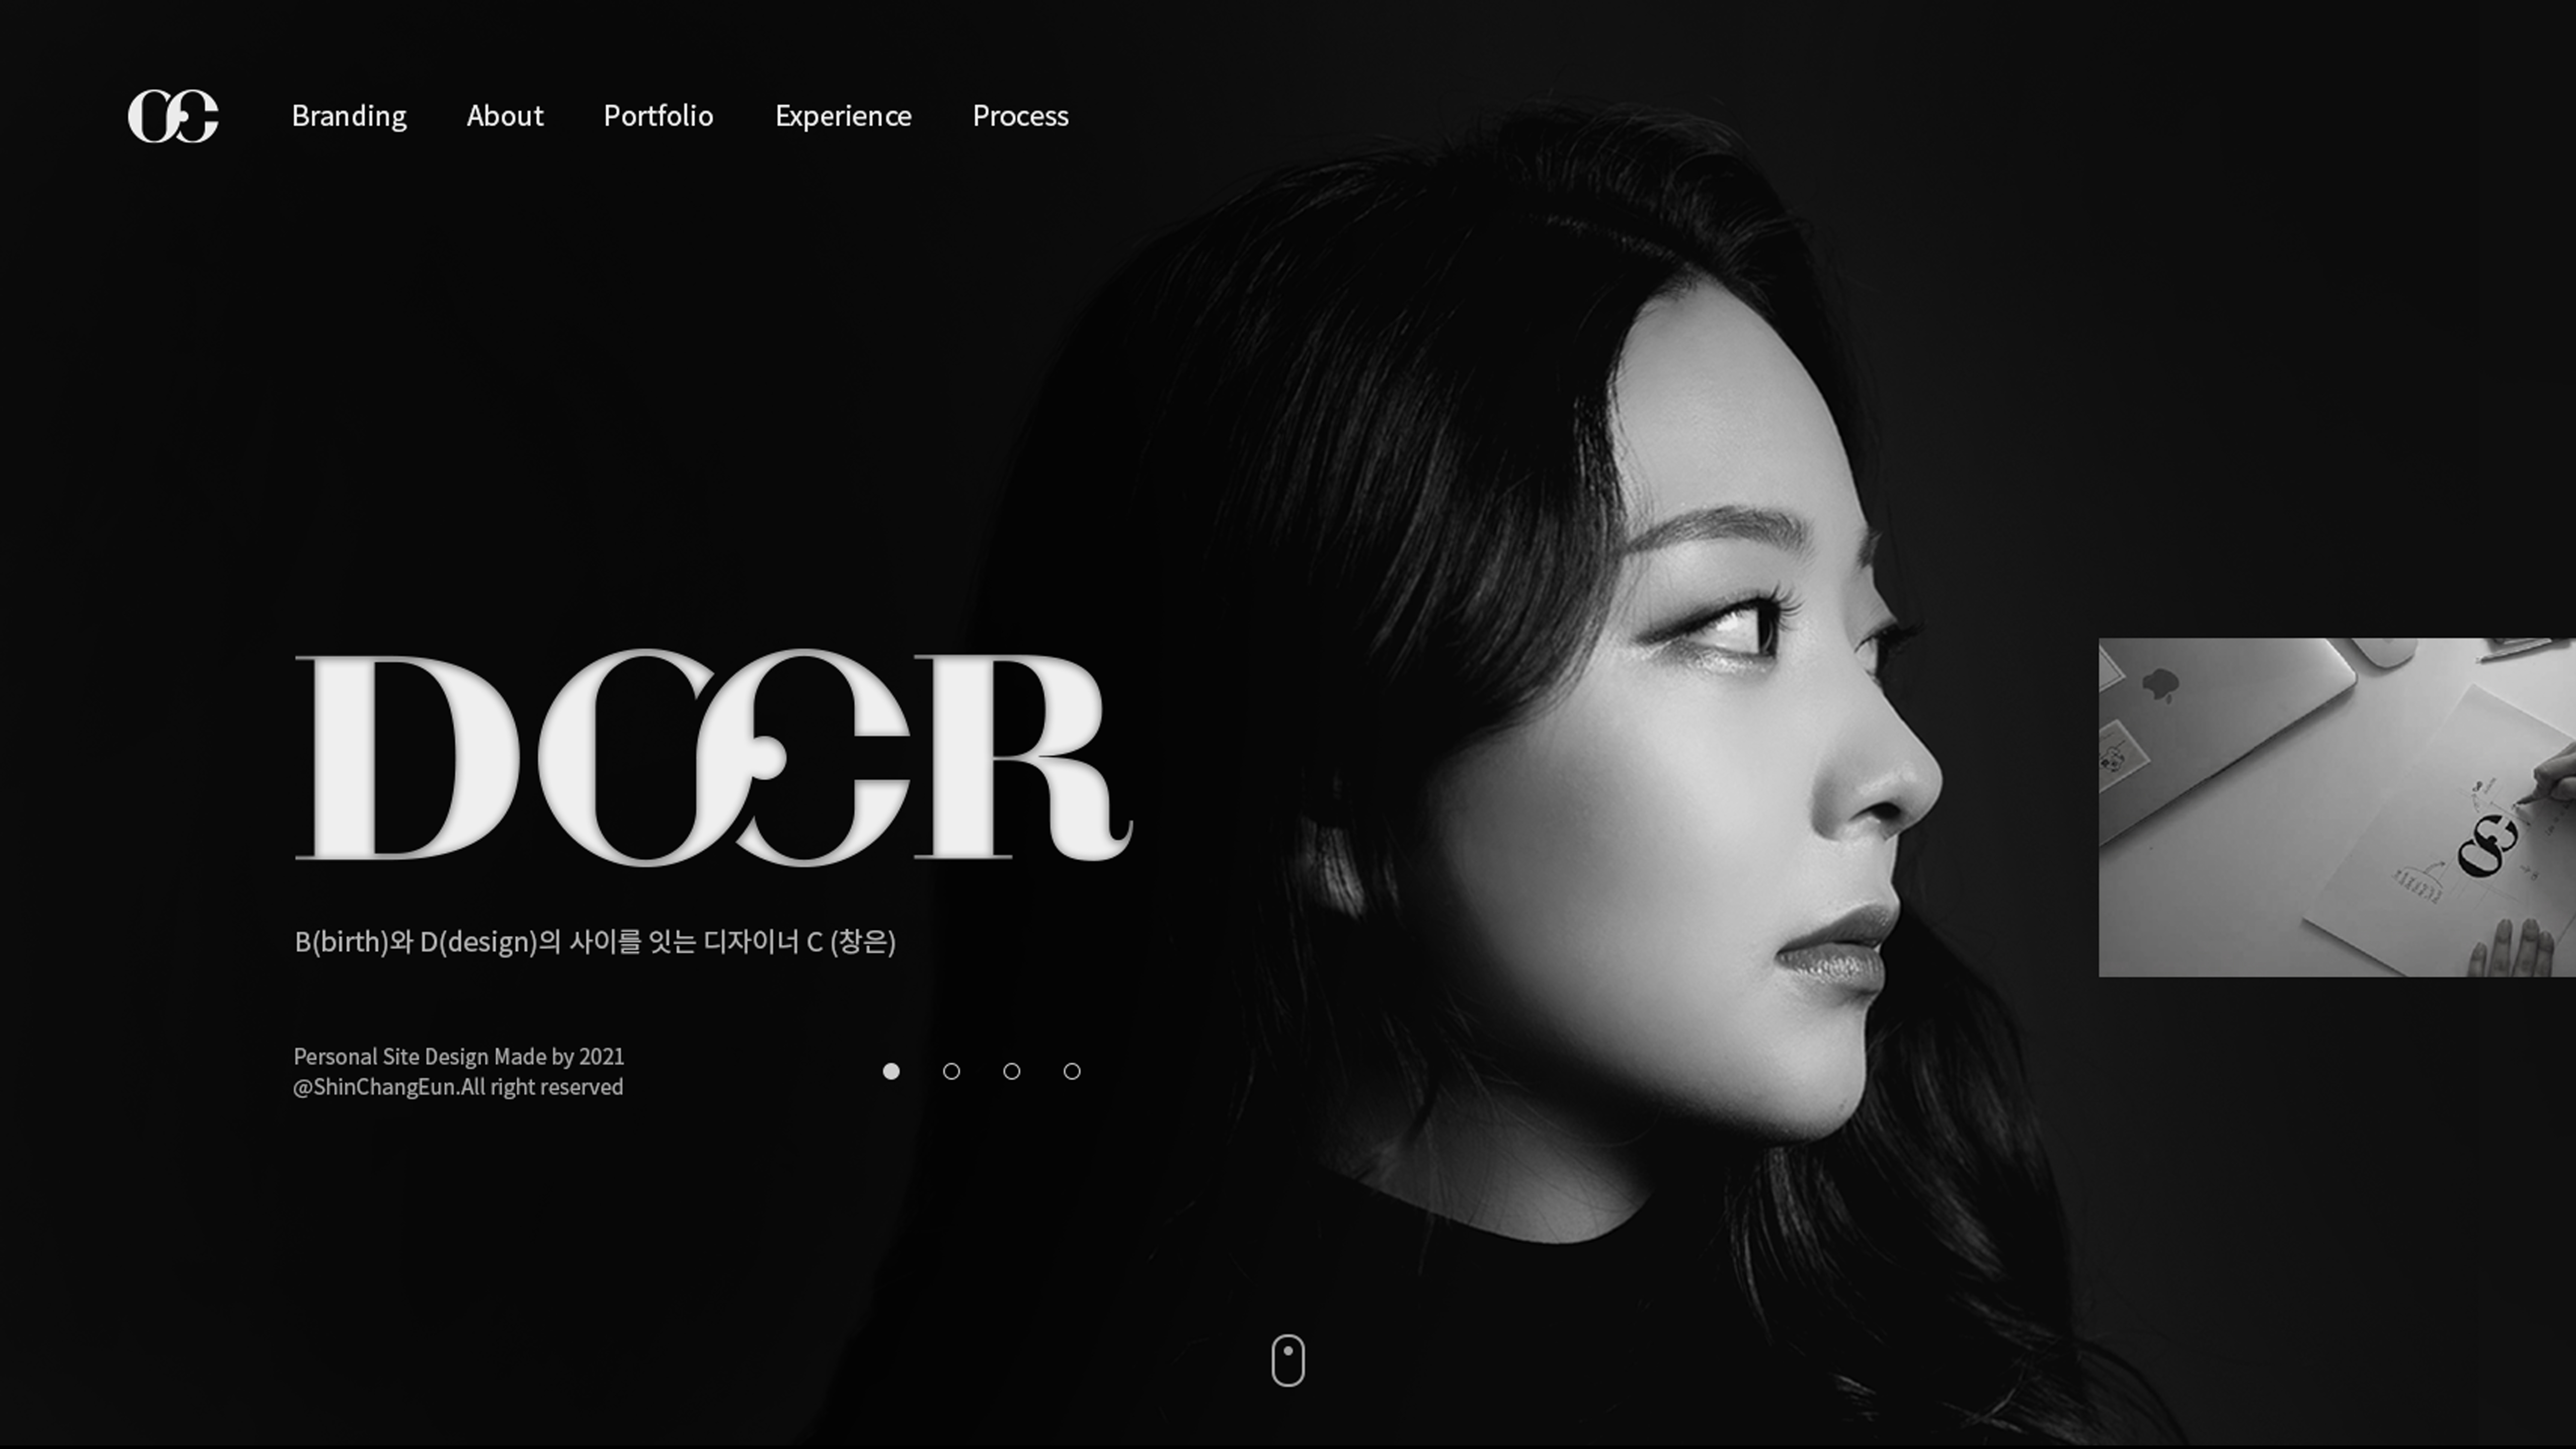 Branding About Portfolio Experience Process
DOCR
B(birth)와 D(design)의 사이를 잇는 디자이너 C (창은)
Personal Site Design Made by 2021
@ShinChangEun.All right reserved